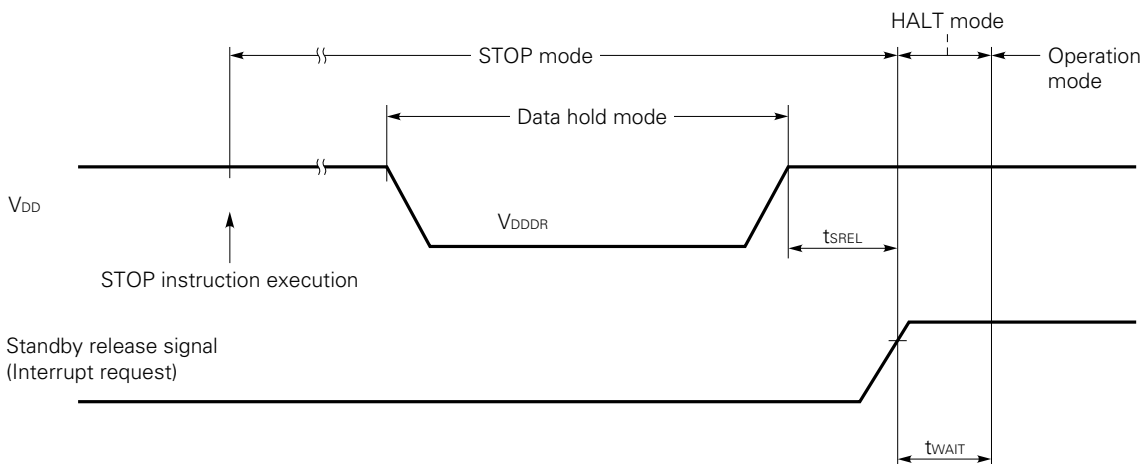 HALT mode
STOP mode
Operation
mode
Data hold mode
VDD
VDDDR
tSREL
STOP instruction execution
Standby release signal
(Interrupt request)
tWAIT